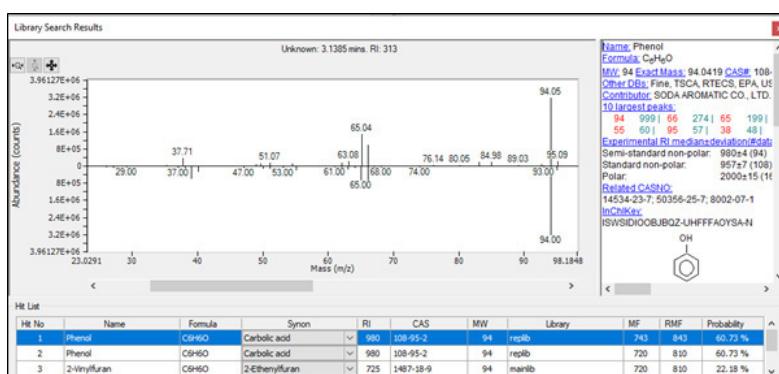 Library Search Results
Unknown: 3.1385 mins. RI: 313
3.96127E+06
3.2E+06
2.4E+06
1.6E+06
8E+05
0
8E+05
1.6E+06
2.4E+06
3.2E+06
3.96127E+06
Abundance (counts)
94.05
65.04
37.71
51.07
63.08
76.14 80.05
84.98
89.03
95.09
29.00
37.00
47.00
53.00
61.00
65.00
68.00
74.00
93.00
94.00
23.0291
30
40
50
60
70
80
90
98.1848
Mass (m/z)
Name: Phenol
Formula: C6H6O
MW: 94 Exact Mass: 94.0419 CAS#: 108-
Other DBs: Fine, TSCA, RTECS, EPA, US
Contributor: SODA AROMATIC CO., LTD.
10 largest peaks:
94 999 | 66 274 | 65 199 |
55 60 | 95 57 | 38 48 |
Experimental RI median±deviation(#data
Semi-standard non-polar: 980±4 (94)
Standard non-polar: 957±7 (108)
Polar: 2000±15 (16
Related CASNO:
14534-23-7; 50356-25-7; 8002-07-1
InChIKey:
ISWSIDIOOBJBQZ-UHFFFAOYSA-N
OH
Hit List
Hit No Name Formula Synon RI CAS MW Library MF RMF Probability
1 Phenol C6H6O Carbolic acid 980 108-95-2 94 replib 743 843 60.73 %
2 Phenol C6H6O Carbolic acid 980 108-95-2 94 replib 720 810 60.73 %
3 2-Vinylfuran C6H6O 2-Ethenylfuran 725 1487-18-9 94 mainlib 720 810 22.18 %